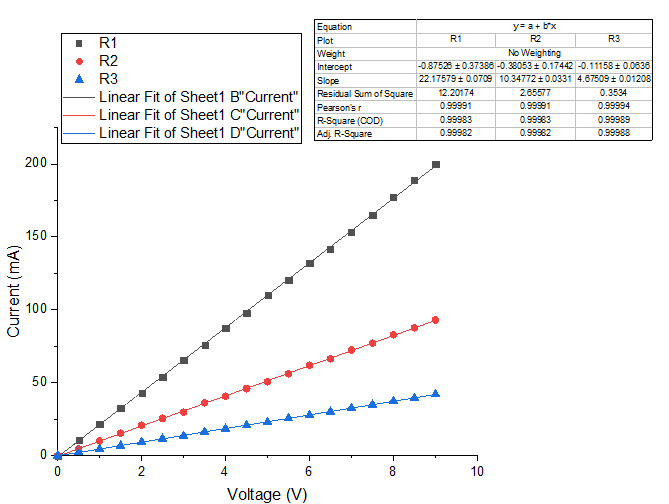 R1
R2
R3
Linear Fit of Sheet1 B"Current"
Linear Fit of Sheet1 C"Current"
Linear Fit of Sheet1 D"Current"
Equation y = a + b*x
Plot R1 R2 R3
Weight No Weighting
Intercept -0.87526 ± 0.37386 -0.38053 ± 0.17442 -0.11158 ± 0.0636
Slope 22.17579 ± 0.0709 10.34772 ± 0.0331 4.67509 ± 0.01208
Residual Sum of Square 12.20174 2.65577 0.3534
Pearson's r 0.99991 0.99991 0.99994
R-Square (COD) 0.99983 0.99983 0.99989
Adj. R-Square 0.99982 0.99982 0.99988
200
150
100
50
0
Current (mA)
0 2 4 6 8 10
Voltage (V)